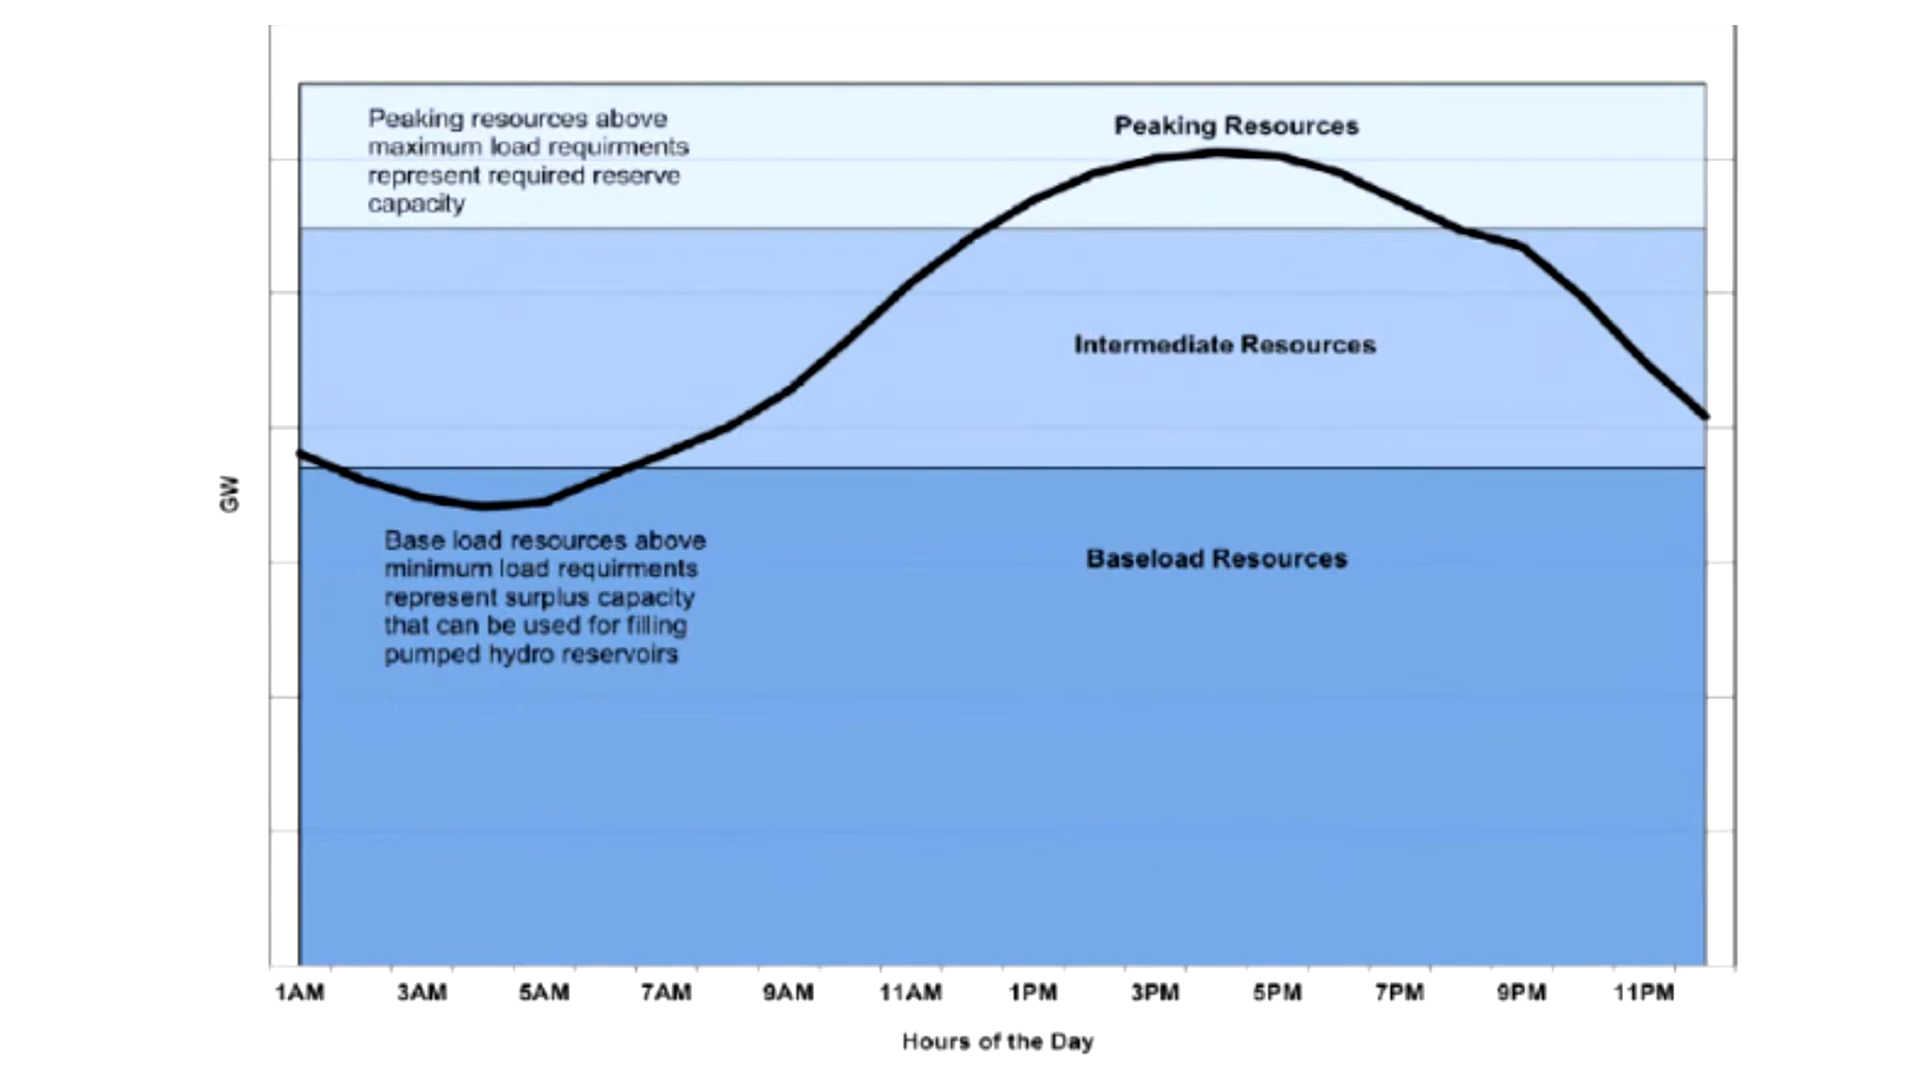 Peaking resources above
maximum load requirments
represent required reserve
capacity
Peaking Resources
Intermediate Resources
GW
Base load resources above
minimum load requirments
represent surplus capacity
that can be used for filling
pumped hydro reservoirs
Baseload Resources
1AM 3AM 5AM 7AM 9AM 11AM 1PM 3PM 5PM 7PM 9PM 11PM
Hours of the Day